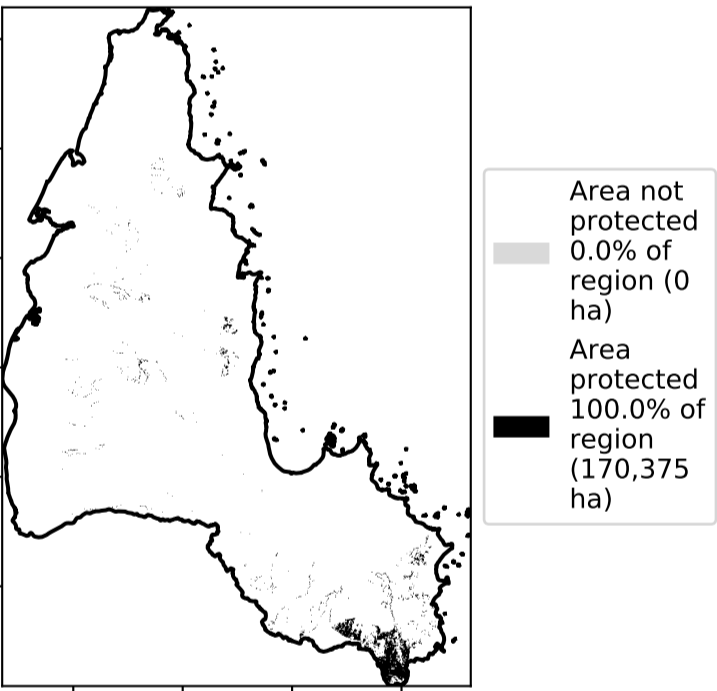 Area not
protected
0.0% of
region (0
ha)
Area
protected
100.0% of
region
(170,375
ha)